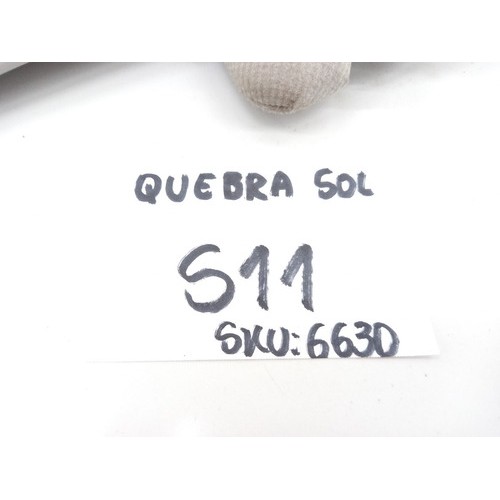 QUEBRA SOL
S11
SKU: 6630